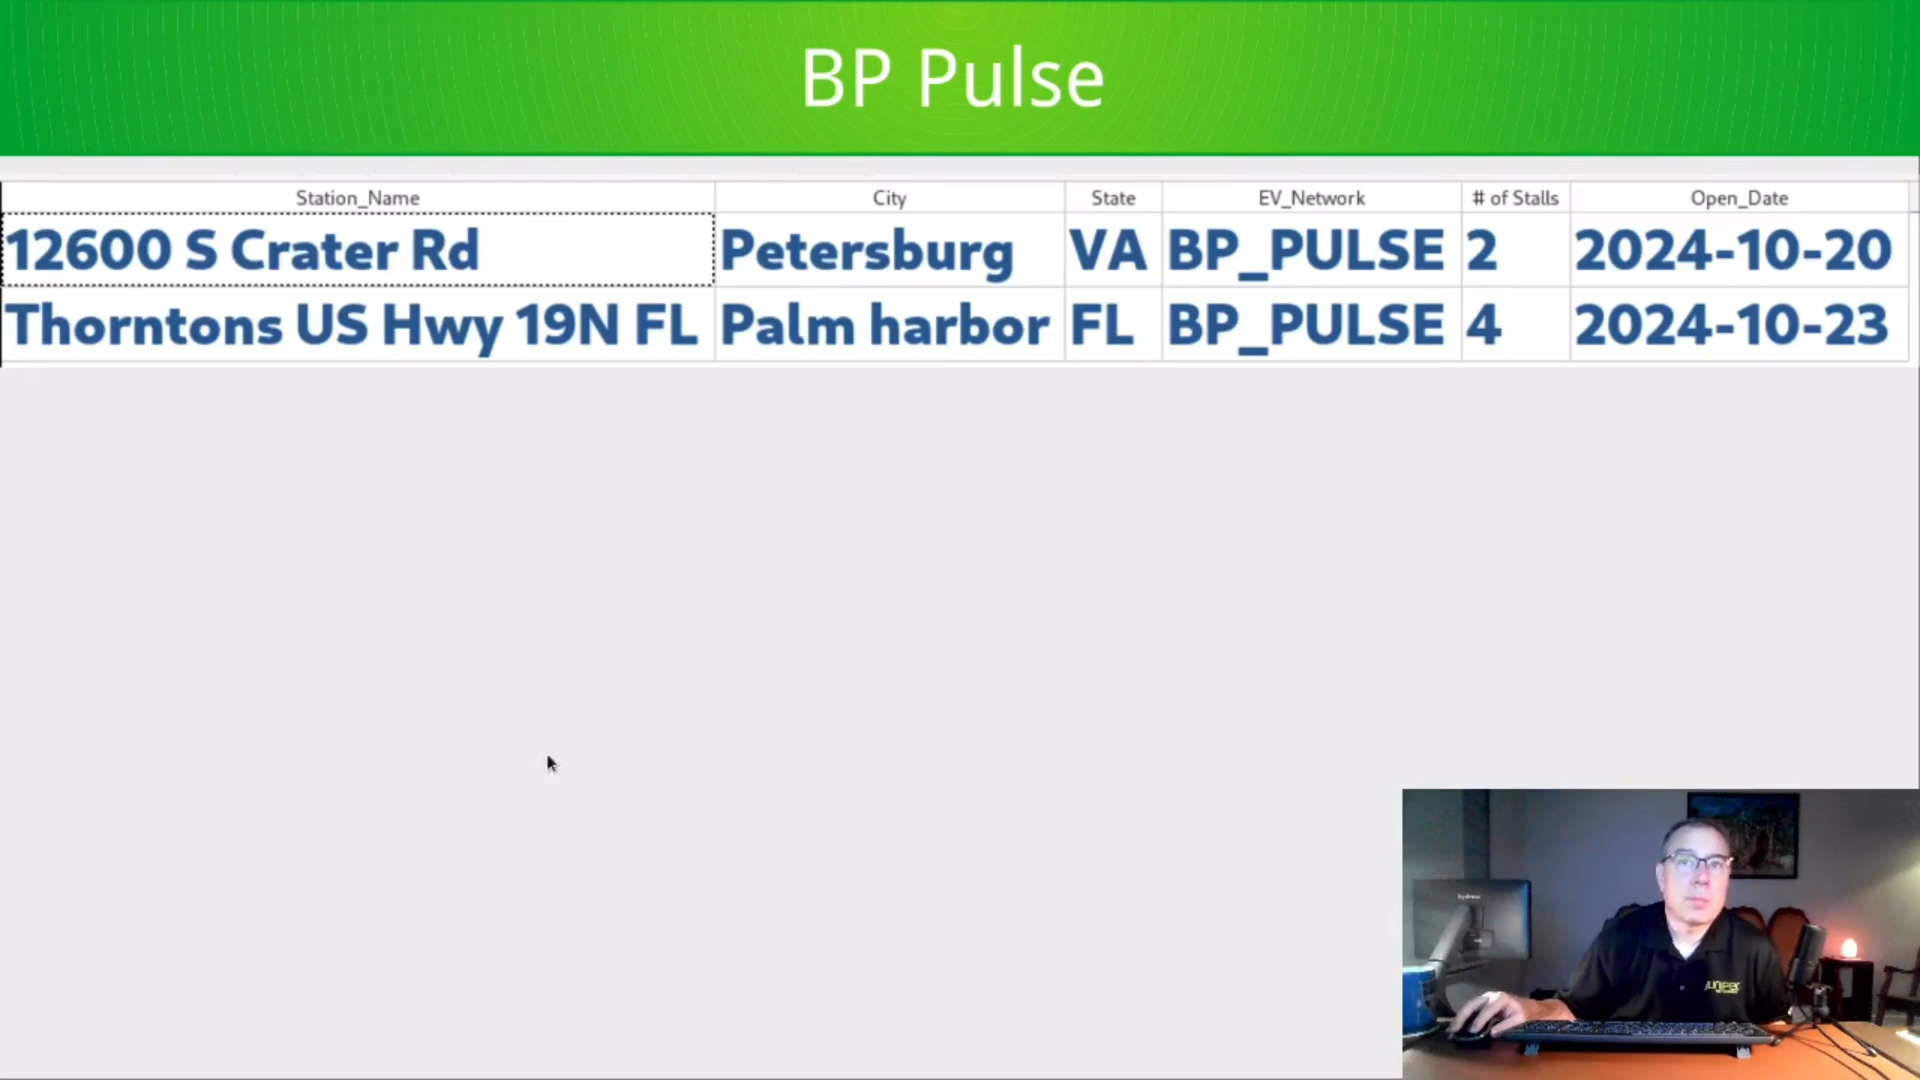 BP Pulse
Station_Name City State EV_Network # of Stalls Open_Date
12600 S Crater Rd Petersburg VA BP_PULSE 2 2024-10-20
Thorntons US Hwy 19N FL Palm harbor FL BP_PULSE 4 2024-10-23